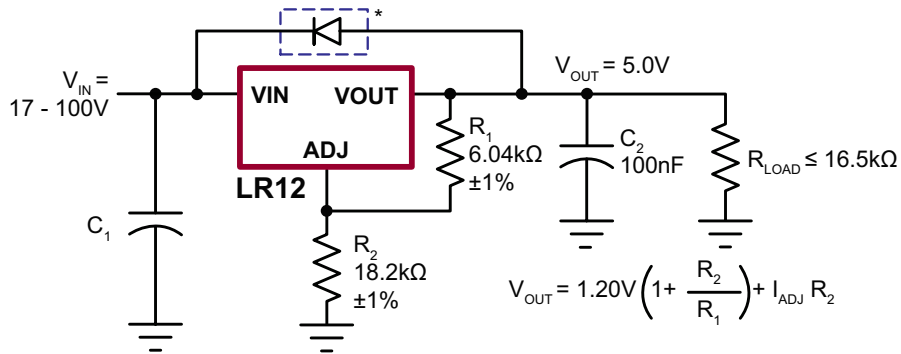 *
V_IN =
17 - 100V
VIN
VOUT
ADJ
LR12
V_OUT = 5.0V
R_1
6.04kΩ
±1%
C_2
100nF
R_LOAD ≤ 16.5kΩ
C_1
R_2
18.2kΩ
±1%
V_OUT = 1.20V(1+ R_2/R_1)+ I_ADJ R_2